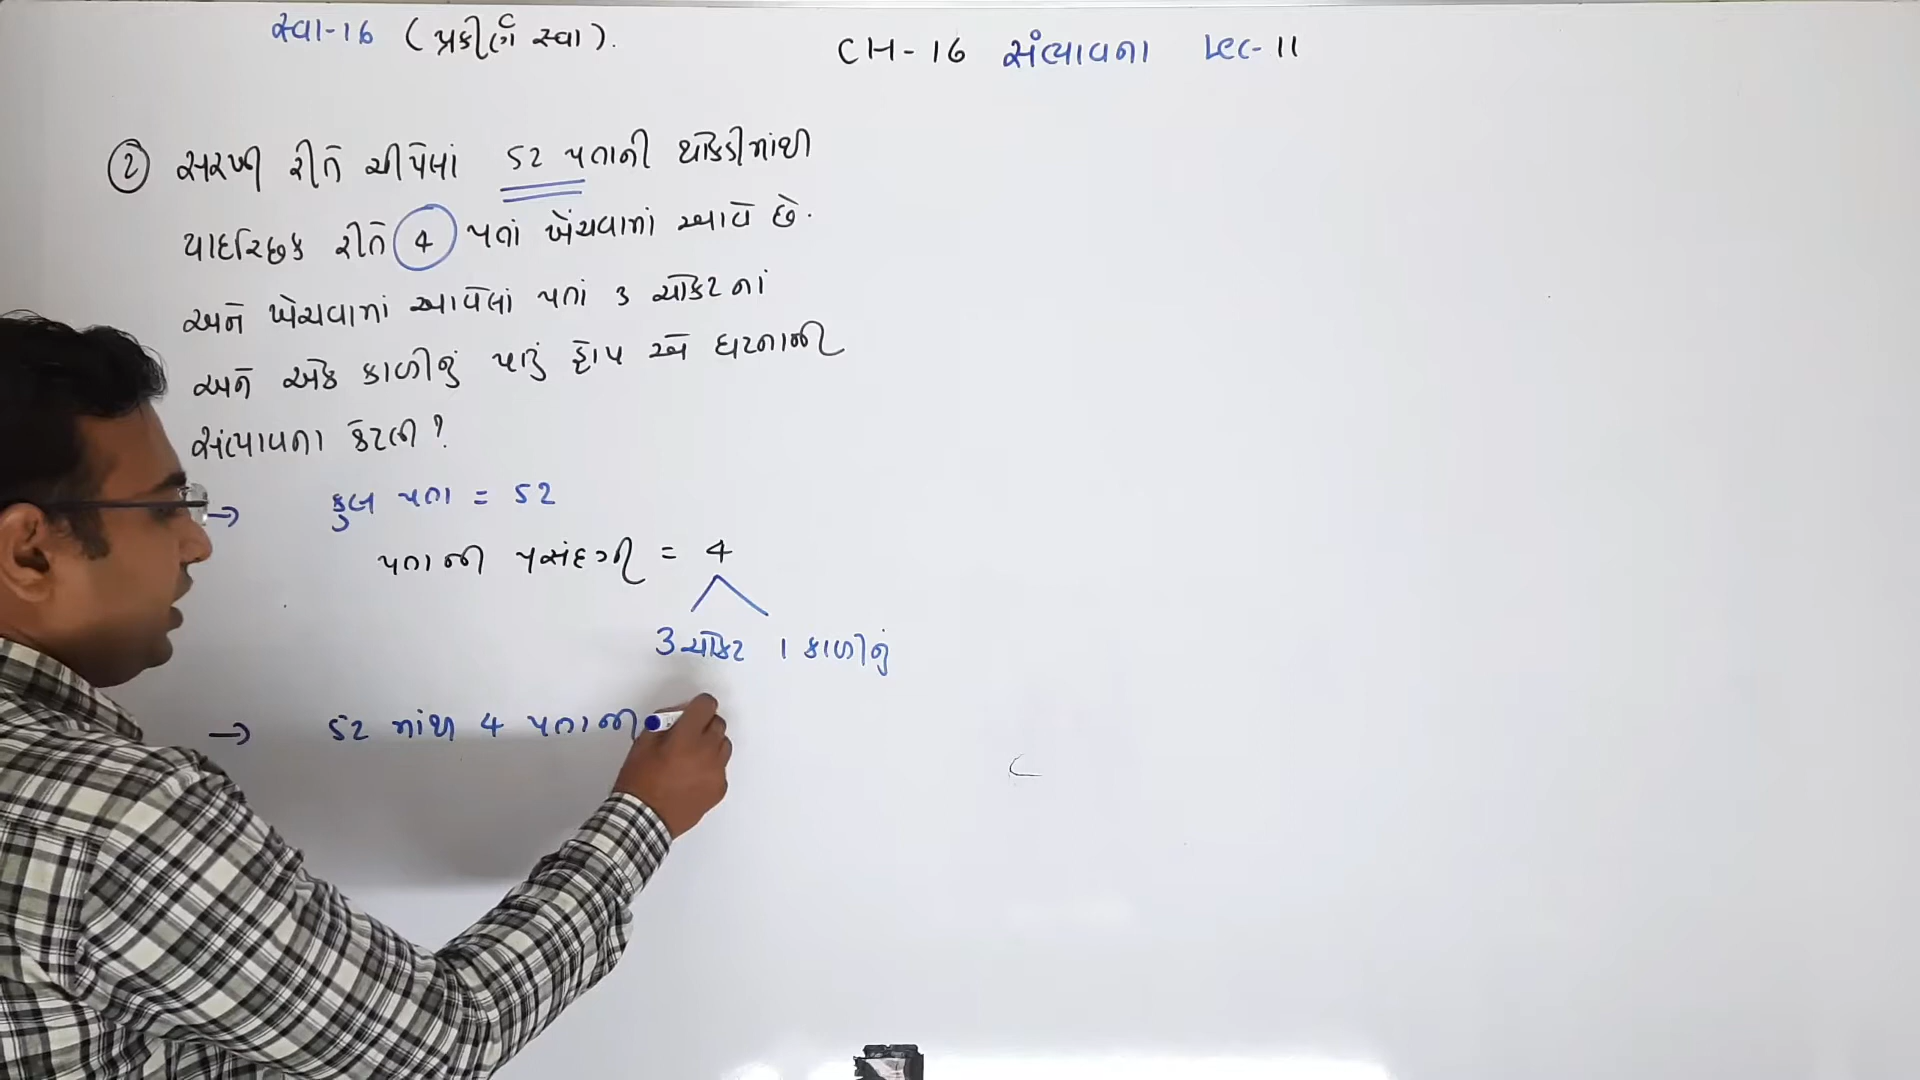 સ્વા-16 (પ્રકીર્ણ સ્વા).
CH-16 સંભાવના Lec-11
② સરખી રીતે ચીપેલાં 52 પતાની થોકડીમાંથી
યાદચ્છિક રીતે 4 પતાં ખેંચવામાં આવે છે.
અને ખેચવામાં આવેલાં પતાં 3 ચોકટનાં
અને એક કાળીનું પતું હોય એ ઘટનાની
સંભાવના કેટલી?
→ કુલ પતા = 52
પતાની પસંદગી = 4
3 ચોકટ 1 કાળીનું
→ 52 માંથી 4 પતાની